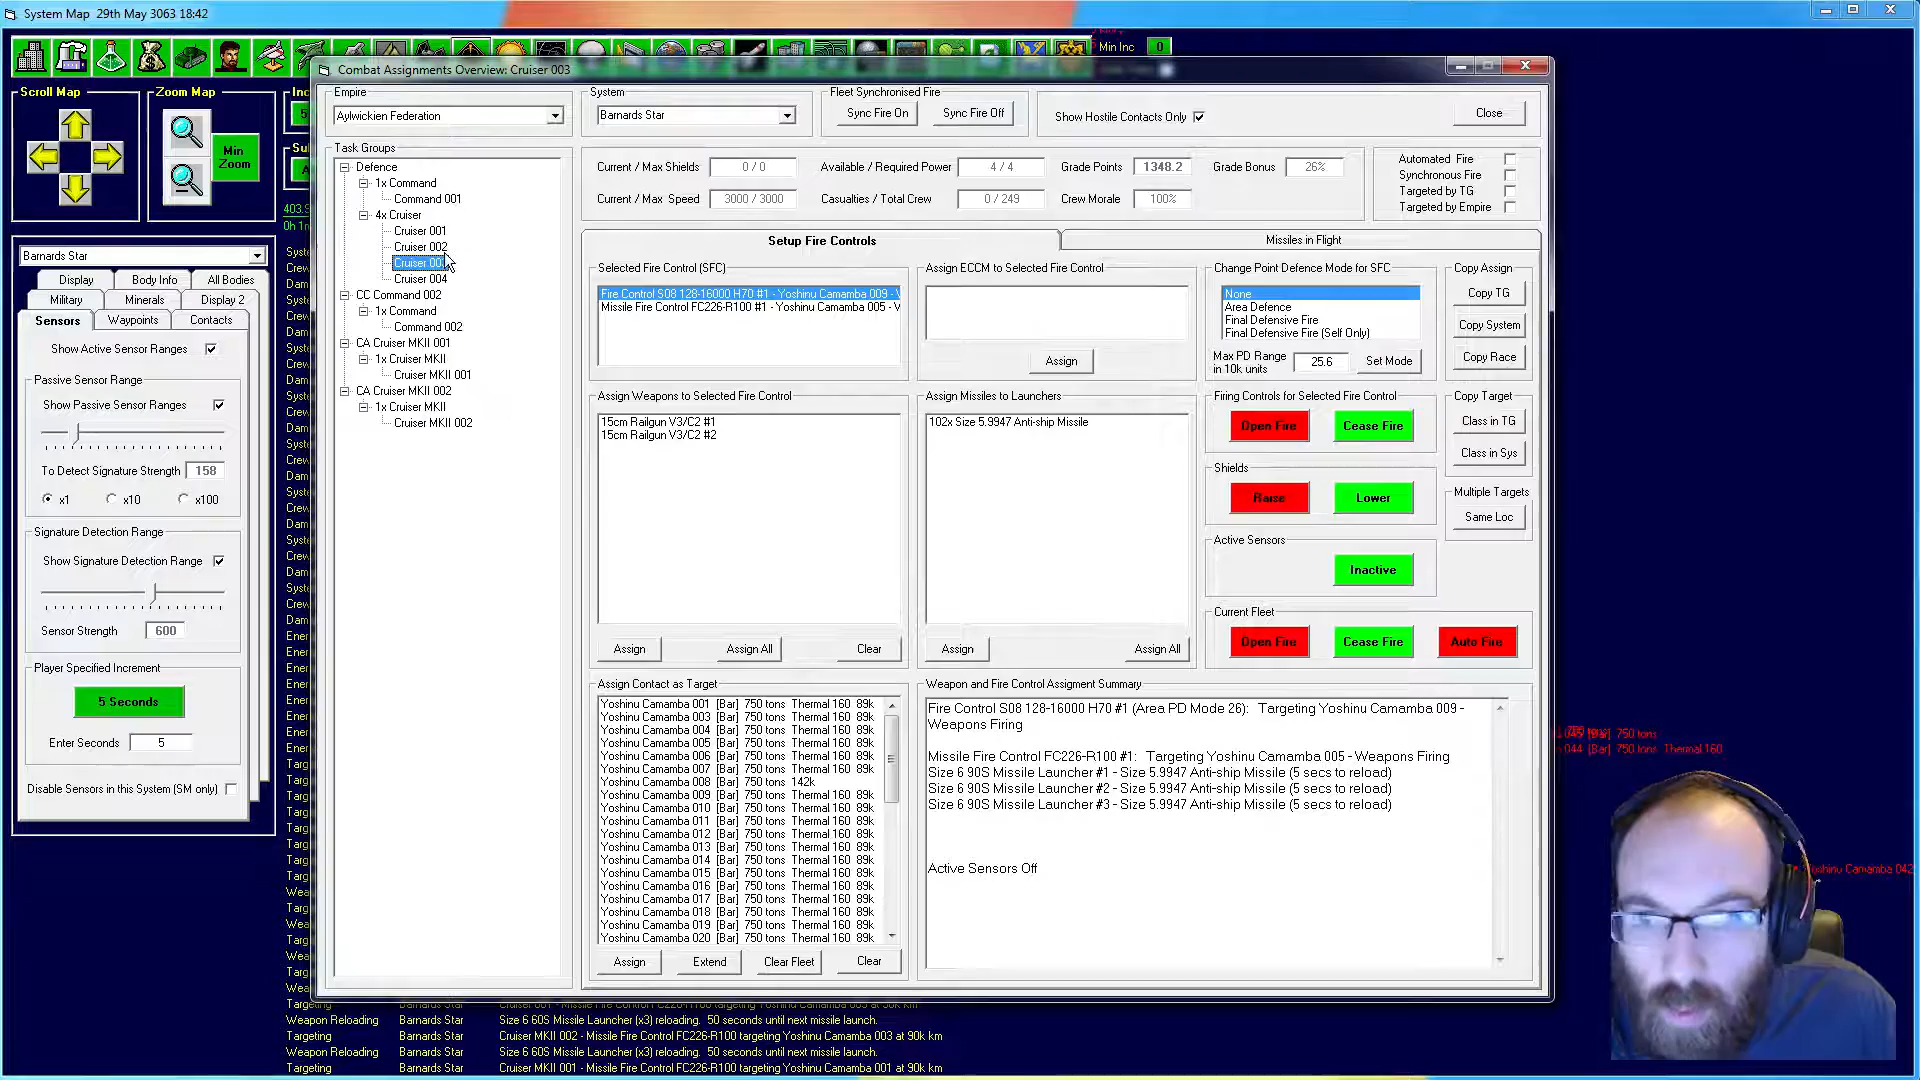 System Map  29th May 3063 18:42
Min Inc
0
Combat Assignments Overview: Cruiser 003
Scroll Map
Zoom Map
Min
Zoom
Empire
Aylwickien Federation
System
Barnards Star
Fleet Synchronised Fire
Sync Fire On
Sync Fire Off
Show Hostile Contacts Only
Close
Task Groups
Defence
1x Command
Command 001
4x Cruiser
Cruiser 001
Cruiser 002
Cruiser 003
Cruiser 004
CC Command 002
1x Command
Command 002
CA Cruiser MKII 001
1x Cruiser MKII
Cruiser MKII 001
CA Cruiser MKII 002
1x Cruiser MKII
Cruiser MKII 002
Current / Max Shields
0 / 0
Available / Required Power
4 / 4
Grade Points
1348.2
Grade Bonus
26%
Current / Max  Speed
3000 / 3000
Casualties / Total Crew
0 / 249
Crew Morale
100%
Automated  Fire
Synchronous Fire
Targeted by TG
Targeted by Empire
Setup Fire Controls
Missiles in Flight
Selected Fire Control (SFC)
Fire Control S08 128-16000 H70 #1 - Yoshinu Camamba 009 -
Missile Fire Control FC226-R100 #1 - Yoshinu Camamba 005 -
Assign ECCM to Selected Fire Control
Assign
Change Point Defence Mode for SFC
None
Area Defence
Final Defensive Fire
Final Defensive Fire (Self Only)
Max PD Range
in 10k units
25.6
Set Mode
Copy Assign
Copy TG
Copy System
Copy Race
Assign Weapons to Selected Fire Control
15cm Railgun V3/C2 #1
15cm Railgun V3/C2 #2
Assign
Assign All
Clear
Assign Missiles to Launchers
102x Size 5.9947 Anti-ship Missile
Assign
Assign All
Firing Controls for Selected Fire Control
Open Fire
Cease Fire
Copy Target
Class in TG
Class in Sys
Shields
Raise
Lower
Multiple Targets
Same Loc
Active Sensors
Inactive
Current Fleet
Open Fire
Cease Fire
Auto Fire
Assign Contact as Target
Yoshinu Camamba 001  [Bar]  750 tons  Thermal 160  89k
Yoshinu Camamba 003  [Bar]  750 tons  Thermal 160  89k
Yoshinu Camamba 004  [Bar]  750 tons  Thermal 160  89k
Yoshinu Camamba 005  [Bar]  750 tons  Thermal 160  89k
Yoshinu Camamba 006  [Bar]  750 tons  Thermal 160  89k
Yoshinu Camamba 007  [Bar]  750 tons  Thermal 160  89k
Yoshinu Camamba 008  [Bar]  750 tons  142k
Yoshinu Camamba 009  [Bar]  750 tons  Thermal 160  89k
Yoshinu Camamba 010  [Bar]  750 tons  Thermal 160  89k
Yoshinu Camamba 011  [Bar]  750 tons  Thermal 160  89k
Yoshinu Camamba 012  [Bar]  750 tons  Thermal 160  89k
Yoshinu Camamba 013  [Bar]  750 tons  Thermal 160  89k
Yoshinu Camamba 014  [Bar]  750 tons  Thermal 160  89k
Yoshinu Camamba 015  [Bar]  750 tons  Thermal 160  89k
Yoshinu Camamba 016  [Bar]  750 tons  Thermal 160  89k
Yoshinu Camamba 017  [Bar]  750 tons  Thermal 160  89k
Yoshinu Camamba 018  [Bar]  750 tons  Thermal 160  89k
Yoshinu Camamba 019  [Bar]  750 tons  Thermal 160  89k
Yoshinu Camamba 020  [Bar]  750 tons  Thermal 160  89k
Assign
Extend
Clear Fleet
Clear
Weapon and Fire Control Assigment Summary
Fire Control S08 128-16000 H70 #1 (Area PD Mode 26):  Targeting Yoshinu Camamba 009 -
Weapons Firing
Missile Fire Control FC226-R100 #1:  Targeting Yoshinu Camamba 005 - Weapons Firing
Size 6 90S Missile Launcher #1 - Size 5.9947 Anti-ship Missile (5 secs to reload)
Size 6 90S Missile Launcher #2 - Size 5.9947 Anti-ship Missile (5 secs to reload)
Size 6 90S Missile Launcher #3 - Size 5.9947 Anti-ship Missile (5 secs to reload)
Active Sensors Off
Barnards Star
Display
Body Info
All Bodies
Military
Minerals
Display 2
Sensors
Waypoints
Contacts
Show Active Sensor Ranges
Passive Sensor Range
Show Passive Sensor Ranges
To Detect Signature Strength
158
x1
x10
x100
Signature Detection Range
Show Signature Detection Range
Sensor Strength
600
Player Specified Increment
5 Seconds
Enter Seconds
5
Disable Sensors in this System (SM only)
[Bar]  750 tons
044  [Bar]  750 tons  Thermal 160
Yoshinu Camamba 042
Targeting
Weapon Reloading
Barnards Star
Size 6 60S Missile Launcher (x3) reloading.  50 seconds until next missile launch.
Targeting
Barnards Star
Cruiser MKII 002 - Missile Fire Control FC226-R100 targeting Yoshinu Camamba 003 at 90k km
Weapon Reloading
Barnards Star
Size 6 60S Missile Launcher (x3) reloading.  50 seconds until next missile launch.
Targeting
Barnards Star
Cruiser MKII 001 - Missile Fire Control FC226-R100 targeting Yoshinu Camamba 001 at 90k km